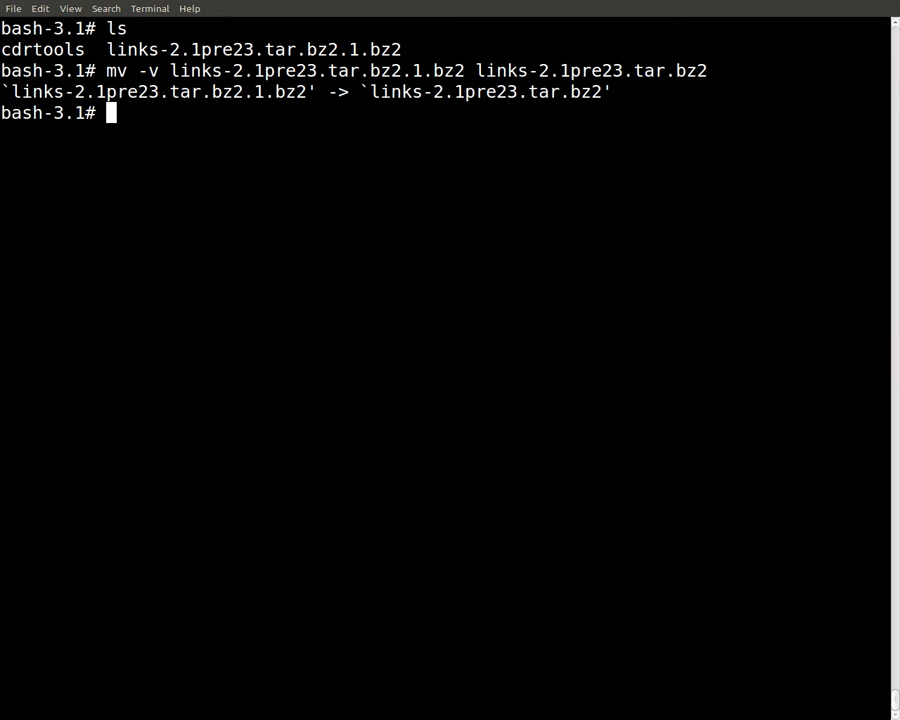 File Edit View Search Terminal Help
bash-3.1# ls
cdrtools  links-2.1pre23.tar.bz2.1.bz2
bash-3.1# mv -v links-2.1pre23.tar.bz2.1.bz2 links-2.1pre23.tar.bz2
`links-2.1pre23.tar.bz2.1.bz2' -> `links-2.1pre23.tar.bz2'
bash-3.1#